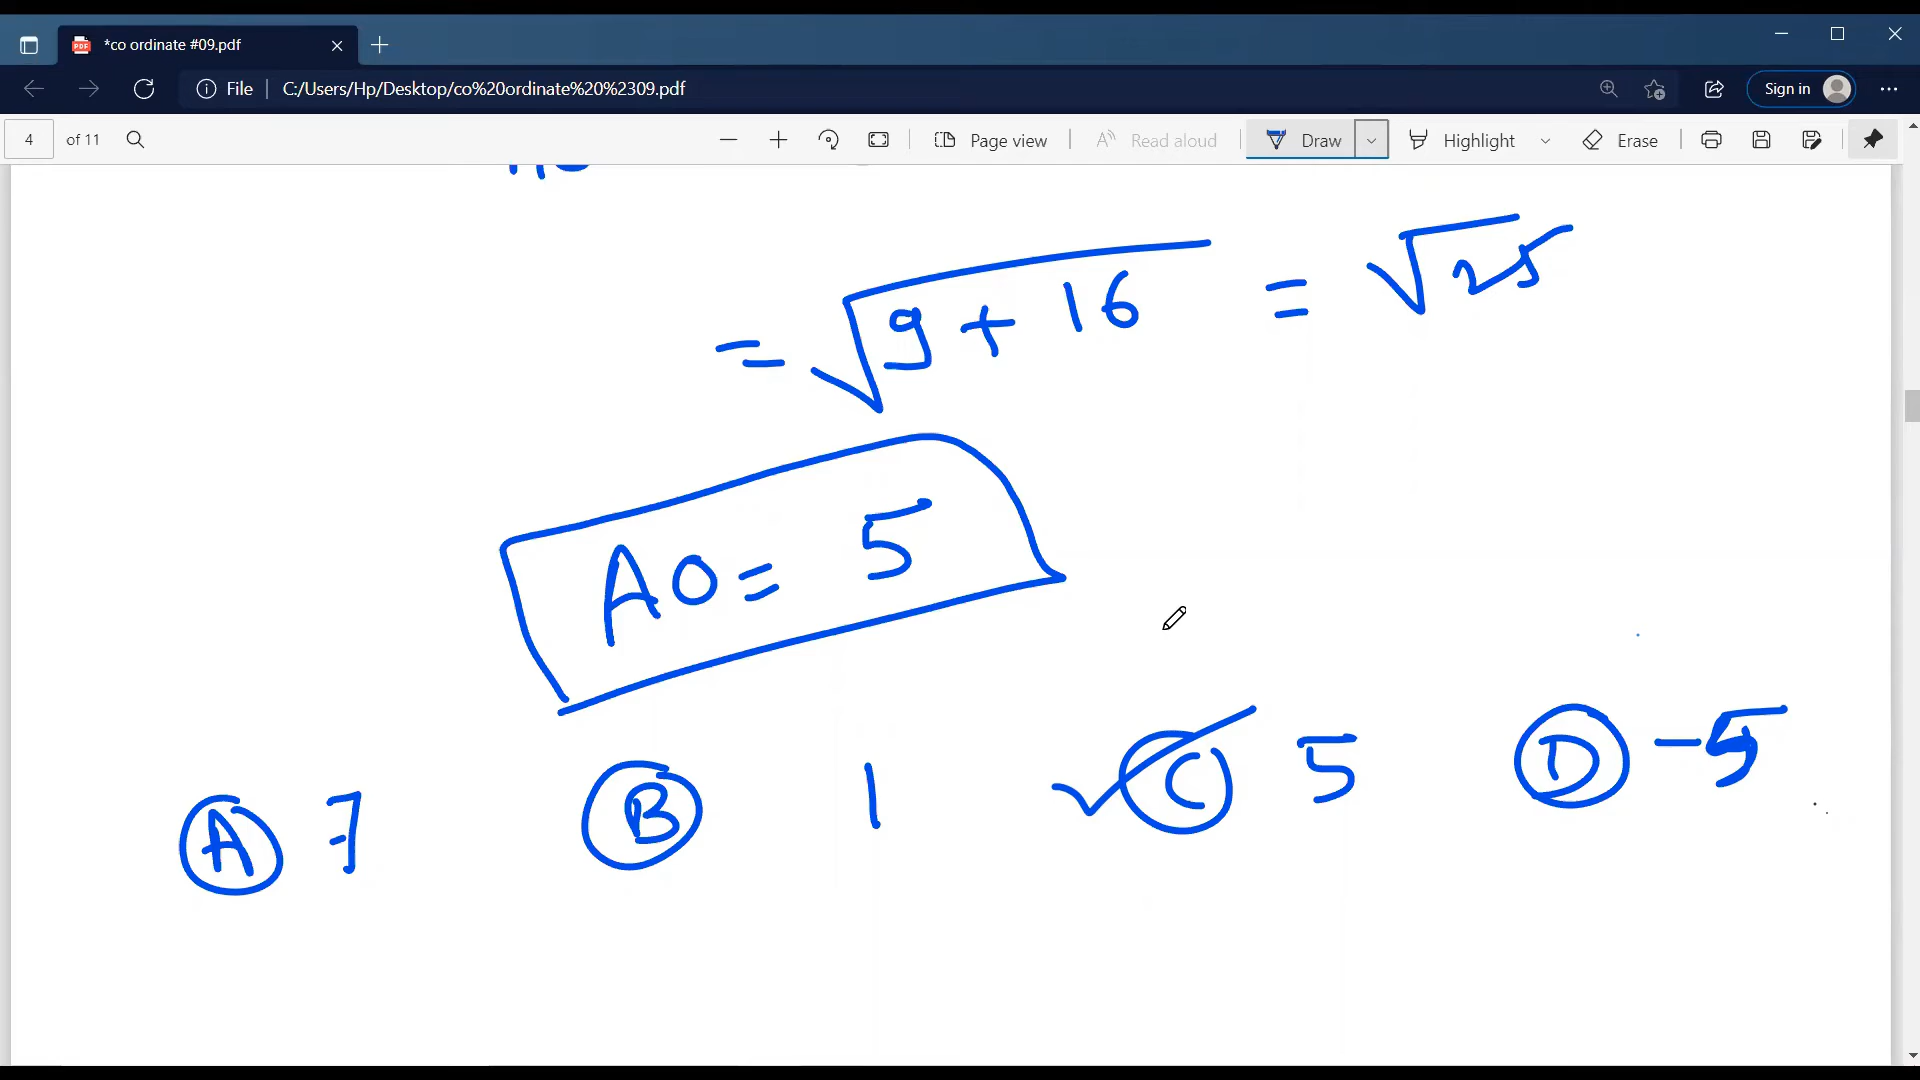 *co ordinate #09.pdf
File | C:/Users/Hp/Desktop/co%20ordinate%20%2309.pdf
Sign in
4 of 11
Page view
Read aloud
Draw
Highlight
Erase
= √9 + 16 = √25
AO = 5
A 7 B 1 ✓ C 5 D -5